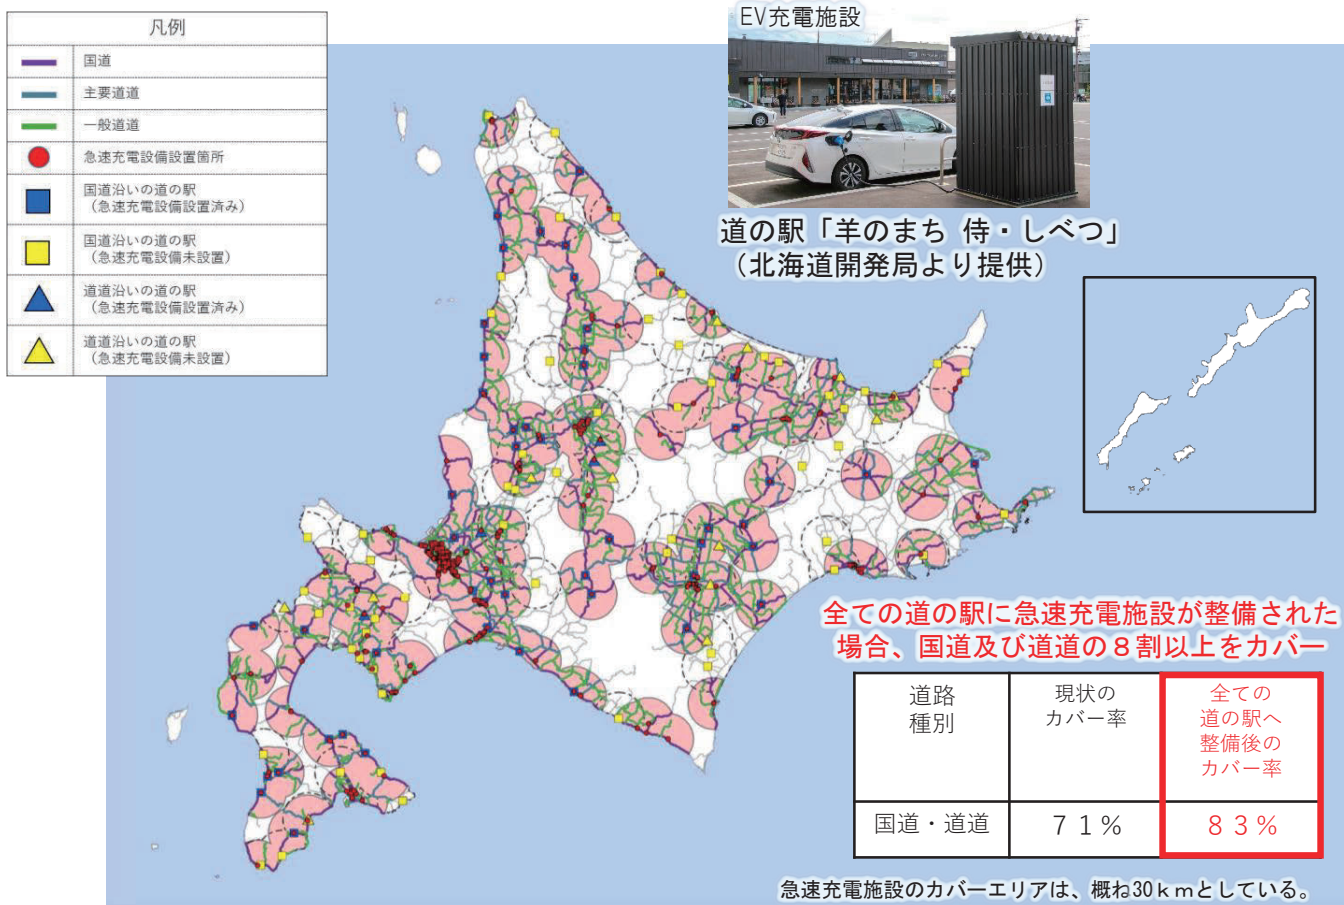 凡例
国道
主要道道
一般道道
急速充電設備設置箇所
国道沿いの道の駅
（急速充電設備設置済み）
国道沿いの道の駅
（急速充電設備未設置）
道道沿いの道の駅
（急速充電設備設置済み）
道道沿いの道の駅
（急速充電設備未設置）
EV充電施設
道の駅「羊のまち 侍・しべつ」
（北海道開発局より提供）
全ての道の駅に急速充電施設が整備された
場合、国道及び道道の８割以上をカバー
道路
種別
現状の
カバー率
全ての
道の駅へ
整備後の
カバー率
国道・道道
７１％
８３％
急速充電施設のカバーエリアは、概ね30ｋｍとしている。